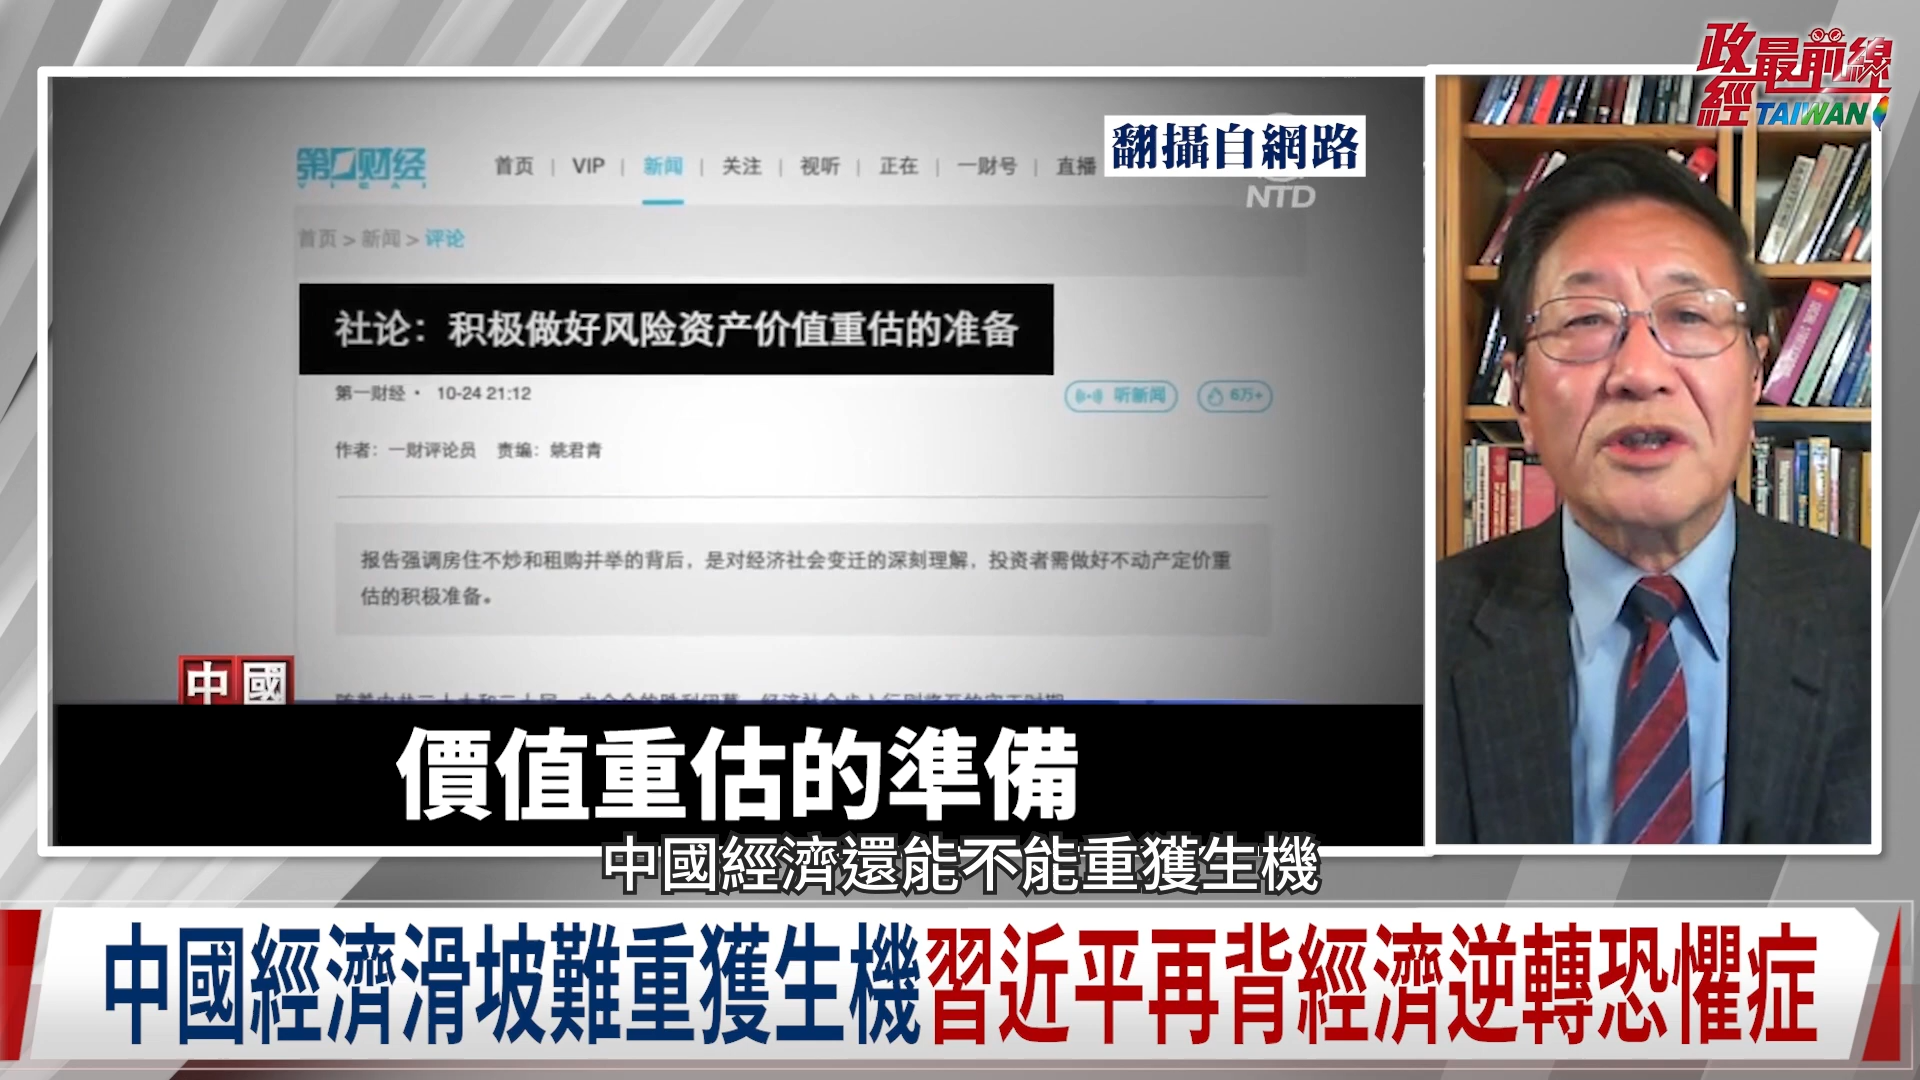 政經最前線
TAIWAN
翻攝自網路
NTD
第一财经
YICAI
首页 | VIP | 新闻 | 关注 | 视听 | 正在 | 一财号 | 直播
首页 > 新闻 > 评论
社论：积极做好风险资产价值重估的准备
第一财经 · 10-24 21:12
听新闻
6万+
作者：一财评论员 责编：姚君青
报告强调房住不炒和租购并举的背后，是对经济社会变迁的深刻理解，投资者需做好不动产定价重
估的积极准备。
中國
價值重估的準備
中國經濟還能不能重獲生機
中國經濟滑坡難重獲生機習近平再背經濟逆轉恐懼症